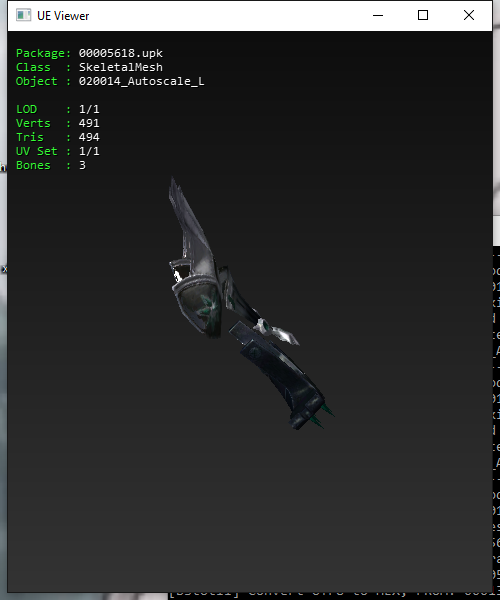 UE Viewer
Package: 00005618.upk
Class : SkeletalMesh
Object : 020014_Autoscale_L
LOD : 1/1
Verts : 491
Tris : 494
UV Set : 1/1
Bones : 3